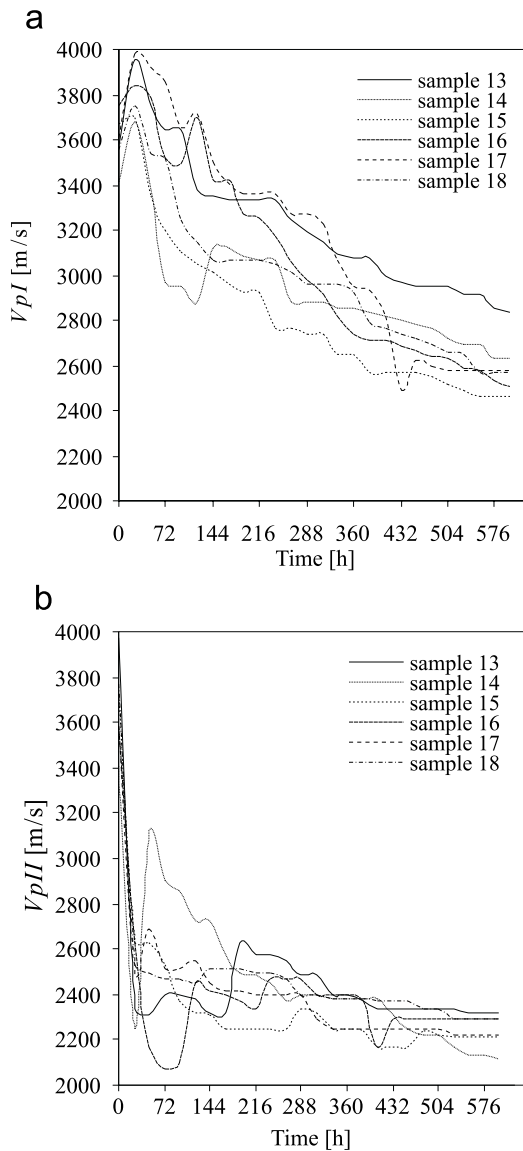 a
4000
3800
3600
3400
3200
3000
2800
2600
2400
2200
2000
VpI [m/s]
sample 13
sample 14
sample 15
sample 16
sample 17
sample 18
0 72 144 216 288 360 432 504 576
Time [h]
b
4000
3800
3600
3400
3200
3000
2800
2600
2400
2200
2000
VpII [m/s]
sample 13
sample 14
sample 15
sample 16
sample 17
sample 18
0 72 144 216 288 360 432 504 576
Time [h]